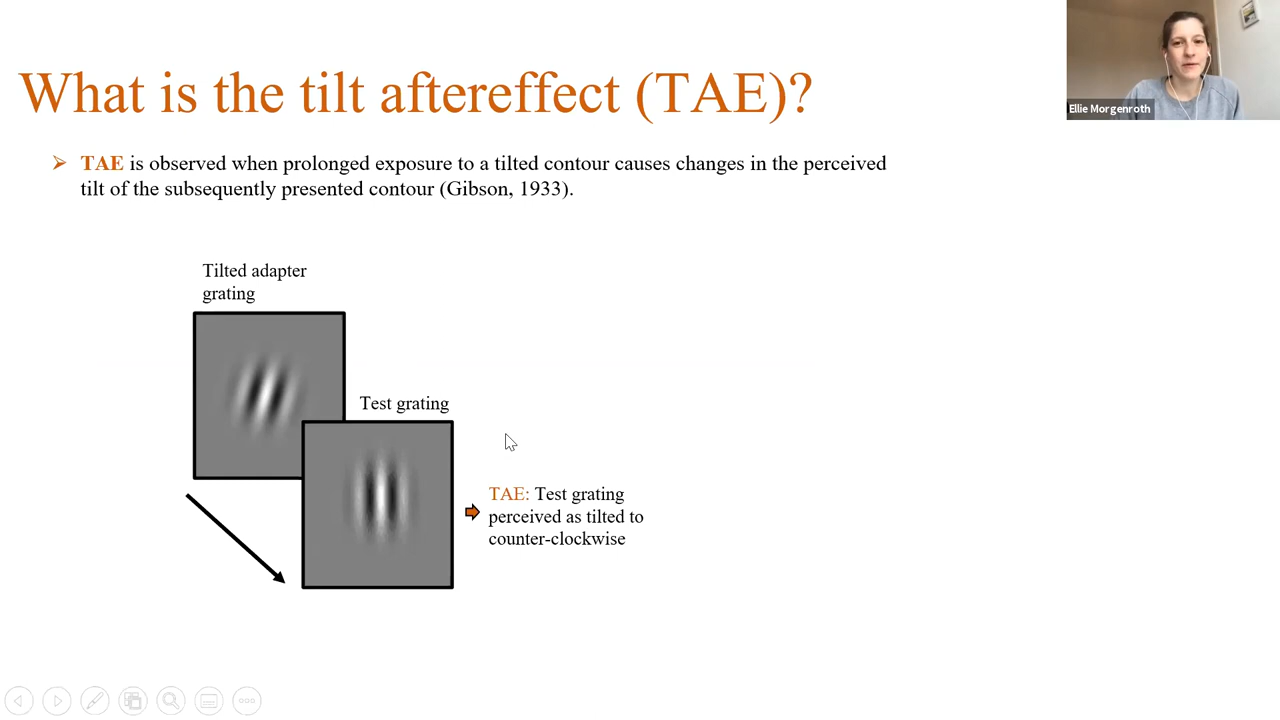 What is the tilt aftereffect (TAE)?
Ellie Morgenroth
TAE is observed when prolonged exposure to a tilted contour causes changes in the perceived
tilt of the subsequently presented contour (Gibson, 1933).
Tilted adapter
grating
Test grating
TAE: Test grating
perceived as tilted to
counter-clockwise